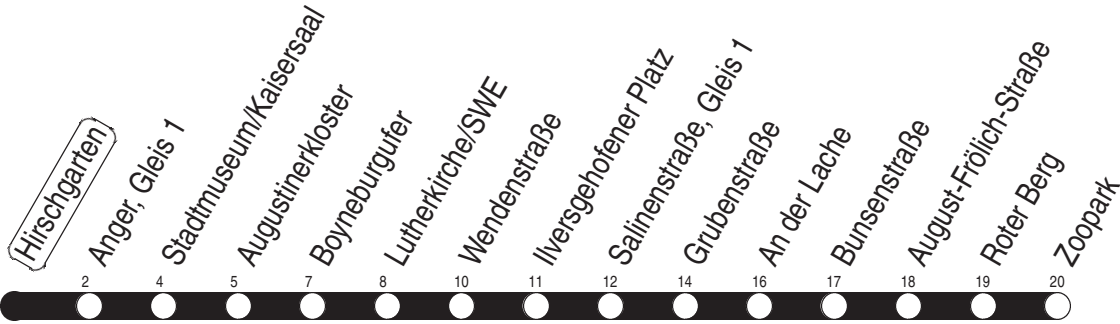 Hirschgarten
Anger, Gleis 1
Stadtmuseum/Kaisersaal
Augustinerkloster
Boyneburgufer
Lutherkirche/SWE
Wendenstraße
Ilversgehofener Platz
Salinenstraße, Gleis 1
Grubenstraße
An der Lache
Bunsenstraße
August-Frölich-Straße
Roter Berg
Zoopark
2 4 5 7 8 10 11 12 14 16 17 18 19 20